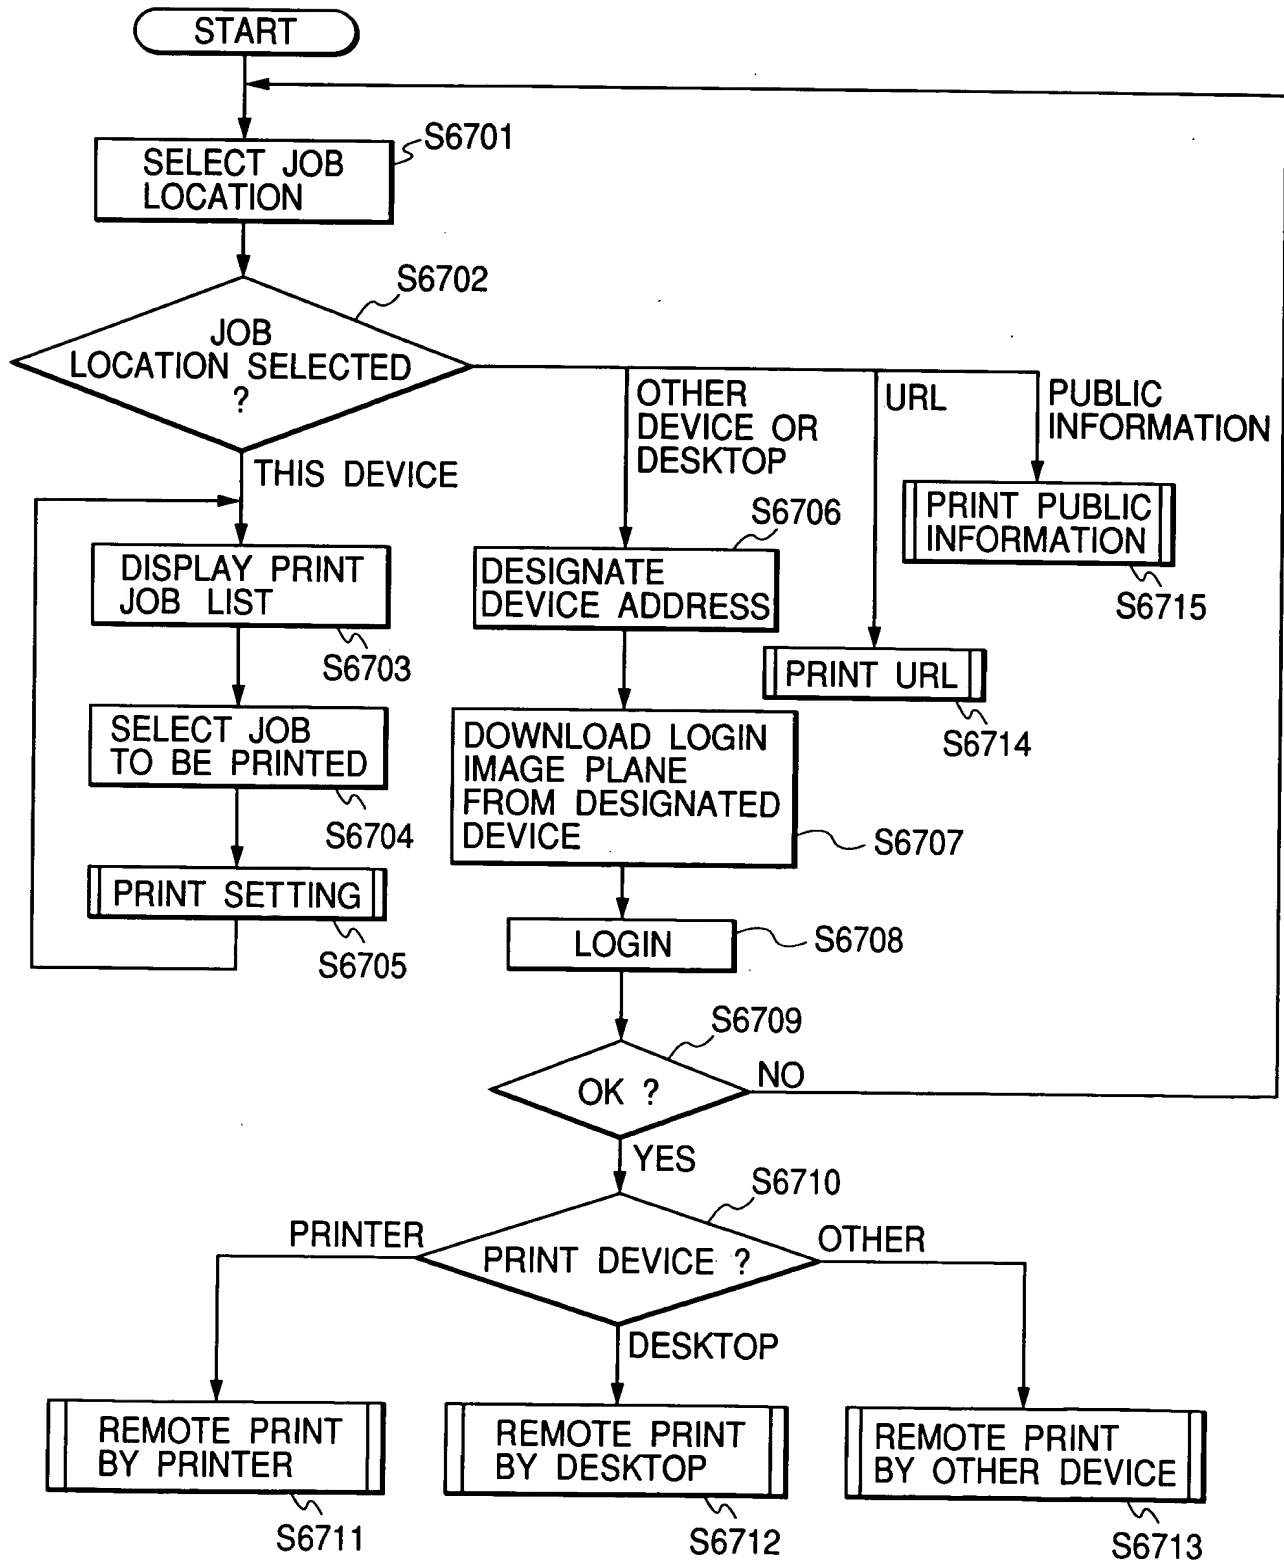 START
S6701
SELECT JOB
LOCATION
S6702
JOB
LOCATION SELECTED
?
OTHER
DEVICE OR
DESKTOP
URL
PUBLIC
INFORMATION
THIS DEVICE
PRINT PUBLIC
INFORMATION
S6715
S6706
DISPLAY PRINT
JOB LIST
S6703
DESIGNATE
DEVICE ADDRESS
PRINT URL
S6714
SELECT JOB
TO BE PRINTED
S6704
DOWNLOAD LOGIN
IMAGE PLANE
FROM DESIGNATED
DEVICE
S6707
PRINT SETTING
S6705
LOGIN
S6708
S6709
OK ?
NO
YES
S6710
PRINTER
PRINT DEVICE ?
OTHER
DESKTOP
REMOTE PRINT
BY PRINTER
S6711
REMOTE PRINT
BY DESKTOP
S6712
REMOTE PRINT
BY OTHER DEVICE
S6713